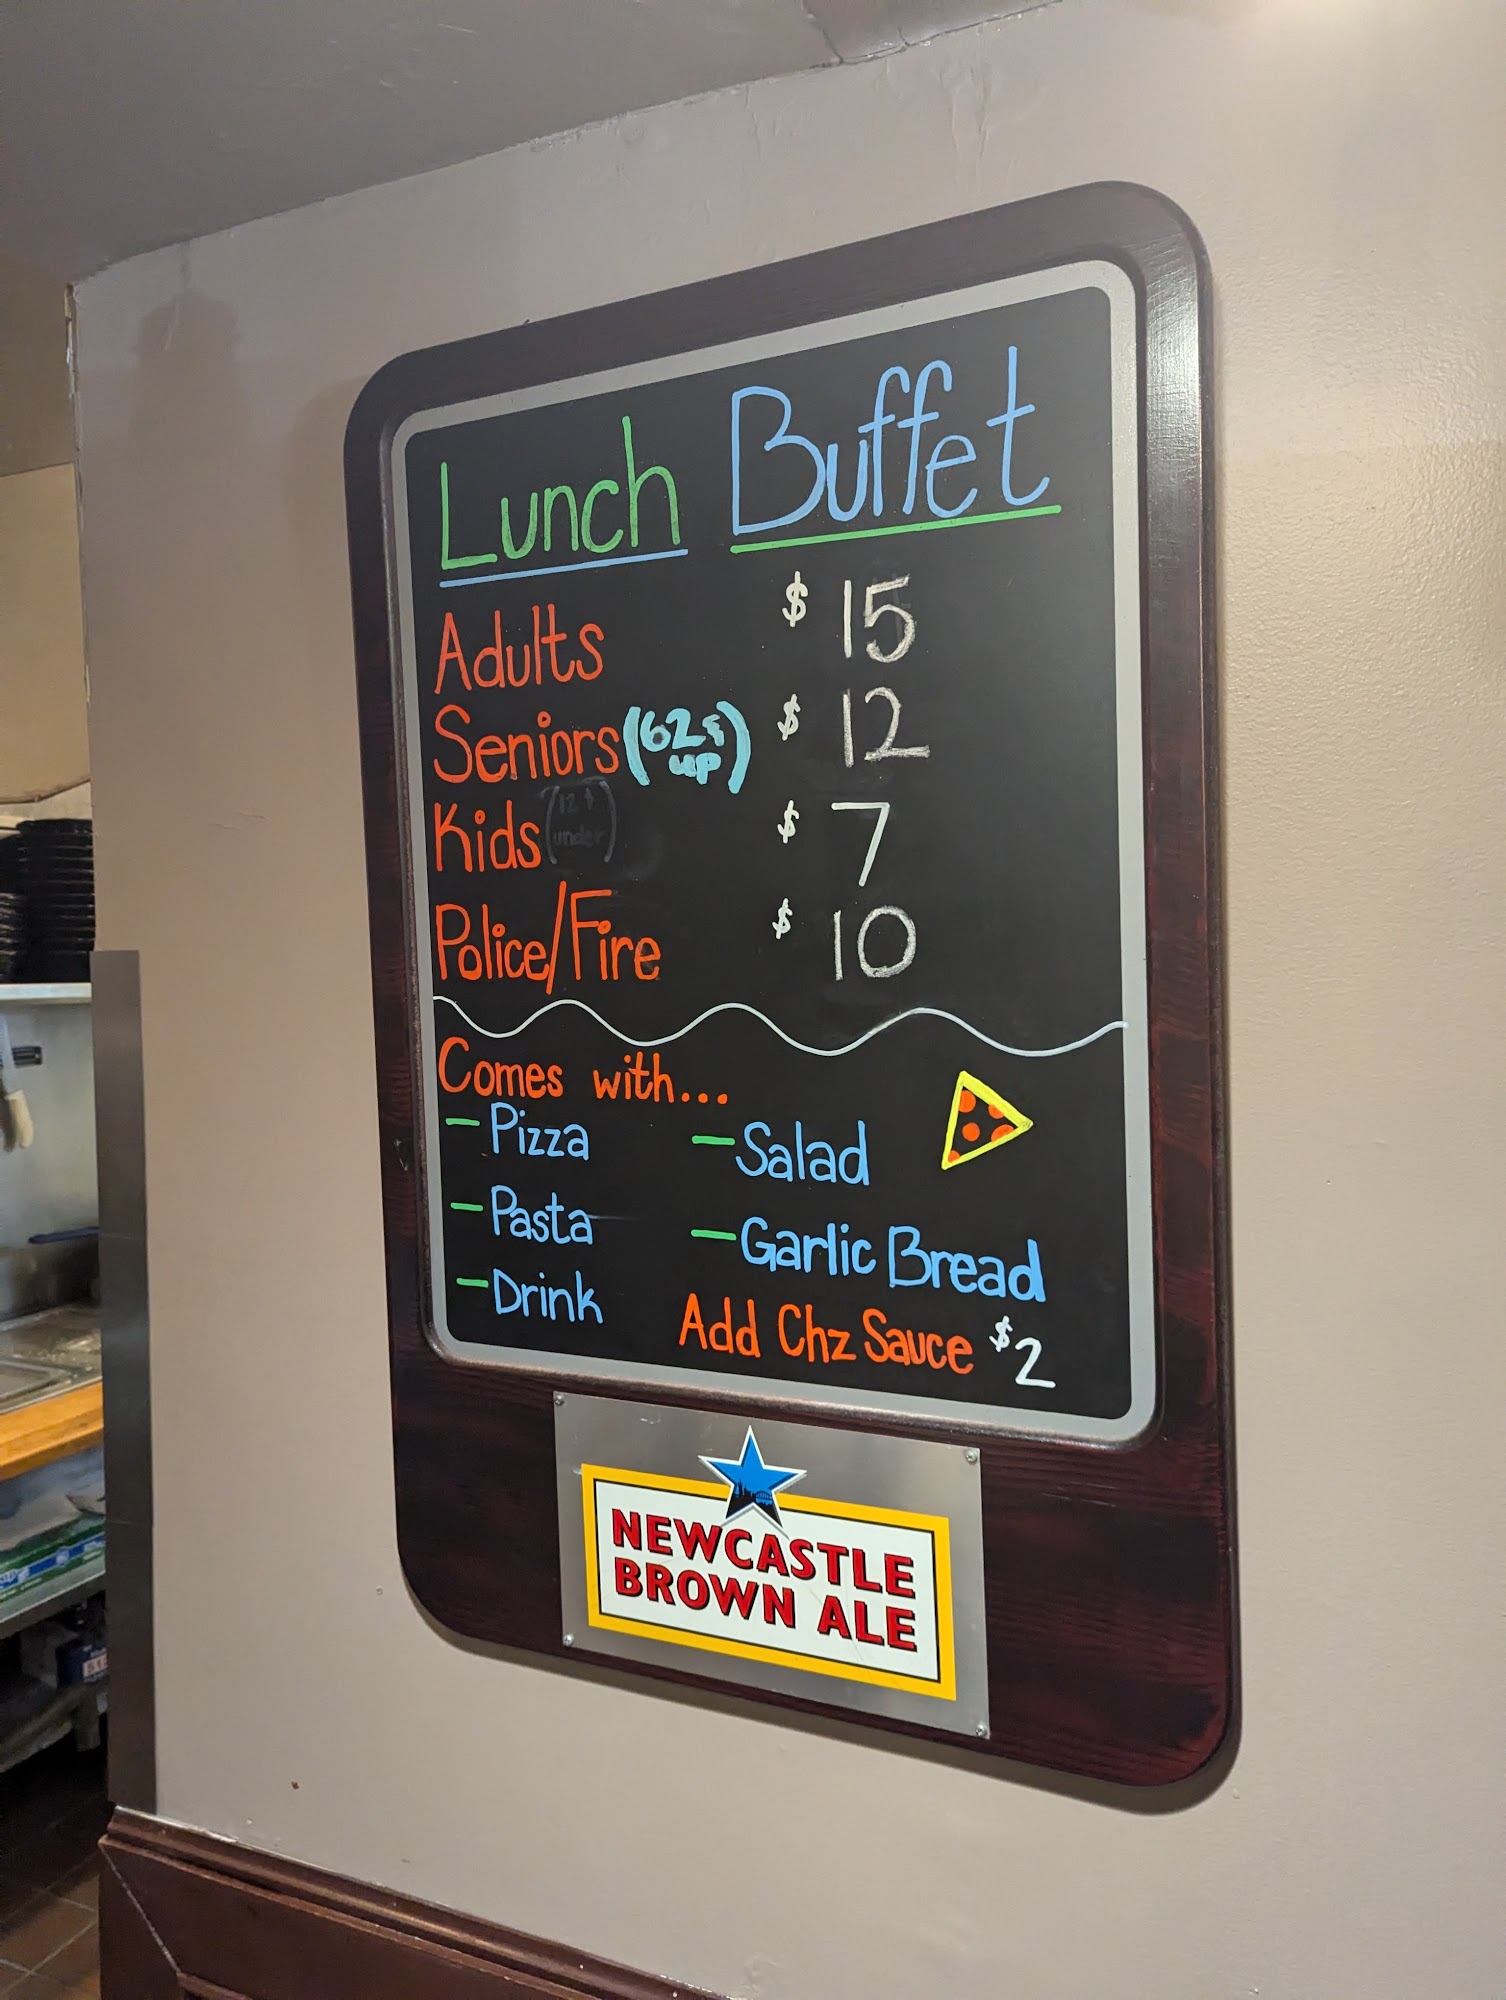 Lunch Buffet
Adults $ 15
Seniors (62 & up) $ 12
Kids (12 & under) $ 7
Police/Fire $ 10
Comes with...
- Pizza - Salad
- Pasta - Garlic Bread
- Drink
Add Chz Sauce $2
NEWCASTLE
BROWN ALE